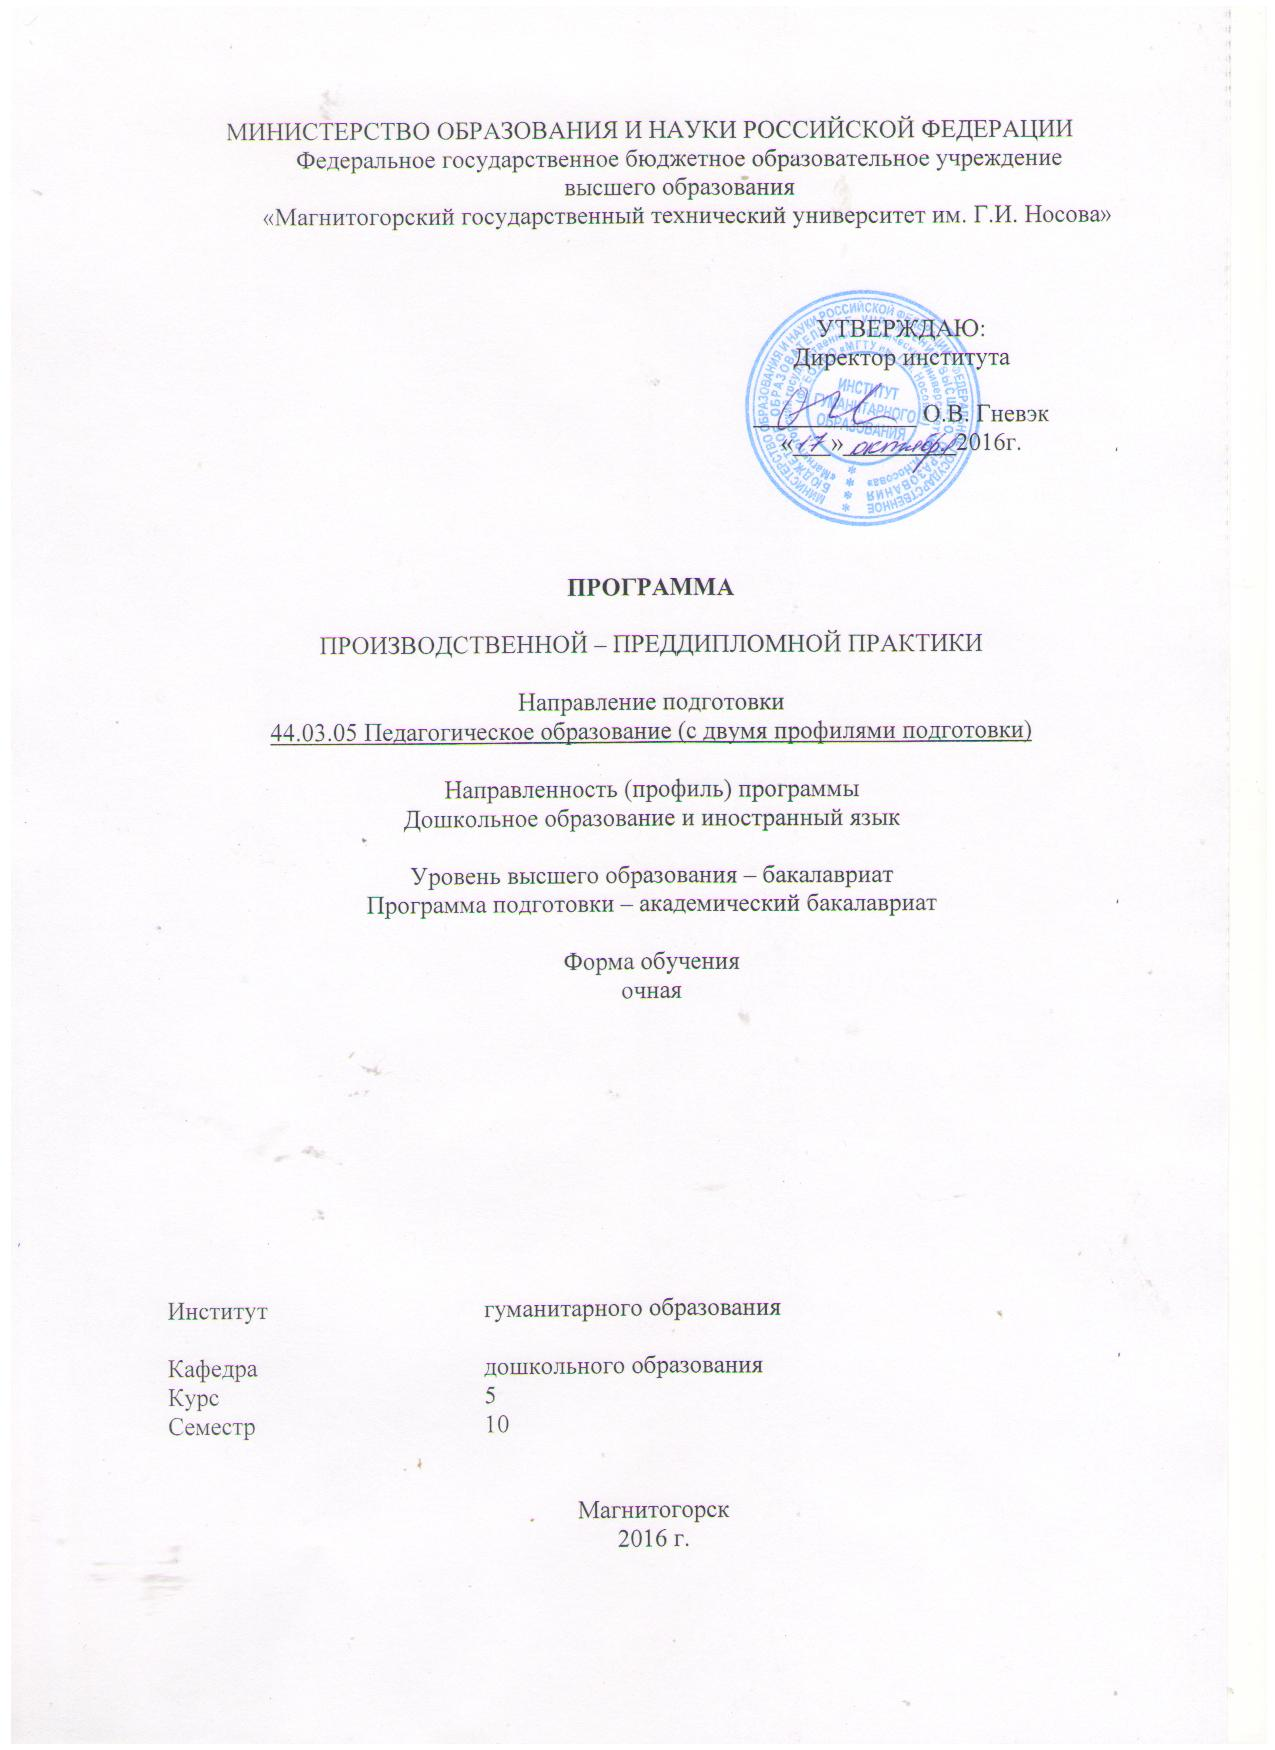 МИНИСТЕРСТВО ОБРАЗОВАНИЯ И НАУКИ РОССИЙСКОЙ ФЕДЕРАЦИИ
Федеральное государственное бюджетное образовательное учреждение
высшего образования
«Магнитогорский государственный технический университет им. Г.И. Носова»
УТВЕРЖДАЮ:
Директор института
О.В. Гневэк
«17» октября 2016г.
ИНСТИТУТ
ГУМАНИТАРНОГО
ОБРАЗОВАНИЯ
ПРОГРАММА
ПРОИЗВОДСТВЕННОЙ – ПРЕДДИПЛОМНОЙ ПРАКТИКИ
Направление подготовки
44.03.05 Педагогическое образование (с двумя профилями подготовки)
Направленность (профиль) программы
Дошкольное образование и иностранный язык
Уровень высшего образования – бакалавриат
Программа подготовки – академический бакалавриат
Форма обучения
очная
Институт гуманитарного образования
Кафедра дошкольного образования
Курс 5
Семестр 10
Магнитогорск
2016 г.